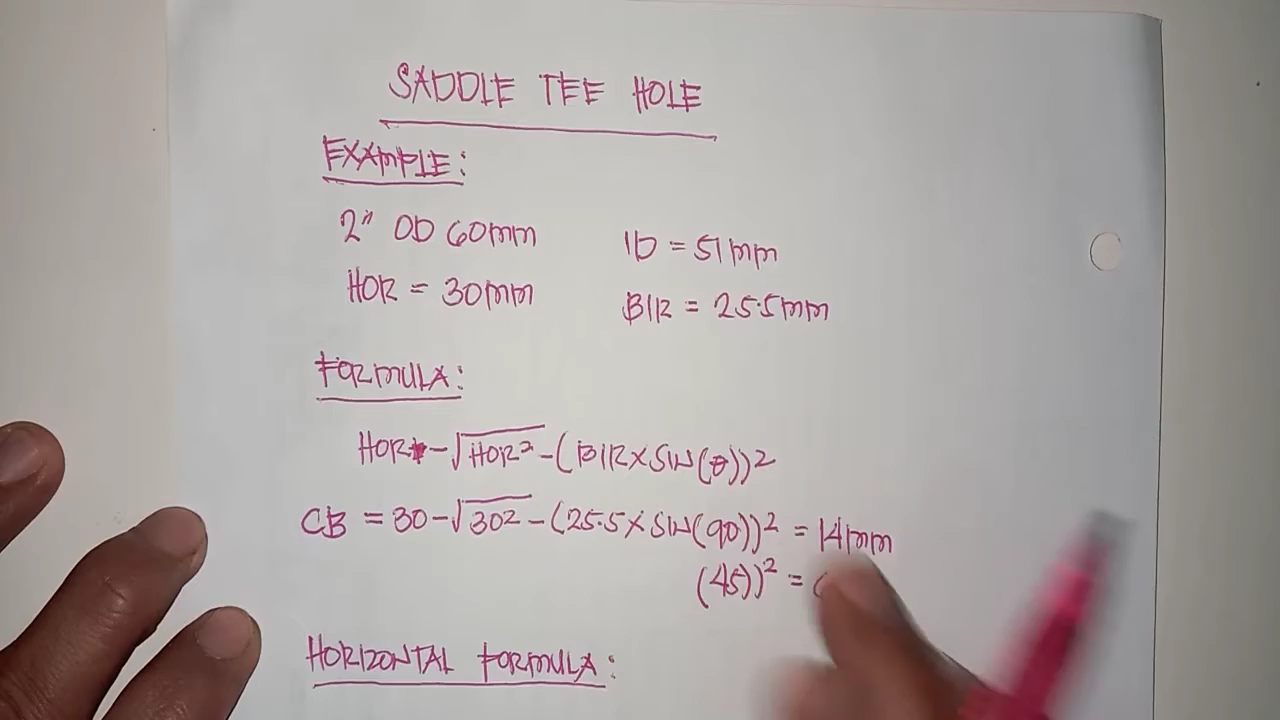 SADDLE TEE HOLE
EXAMPLE:
2" OD 60mm ID = 51mm
HOR = 30mm BIR = 25.5mm
FORMULA:
HOR - √HOR² - (BIR × SIN(θ))²
CB = 30 - √30² - (25.5 × SIN(90))² = 14mm
(45))² =
HORIZONTAL FORMULA: